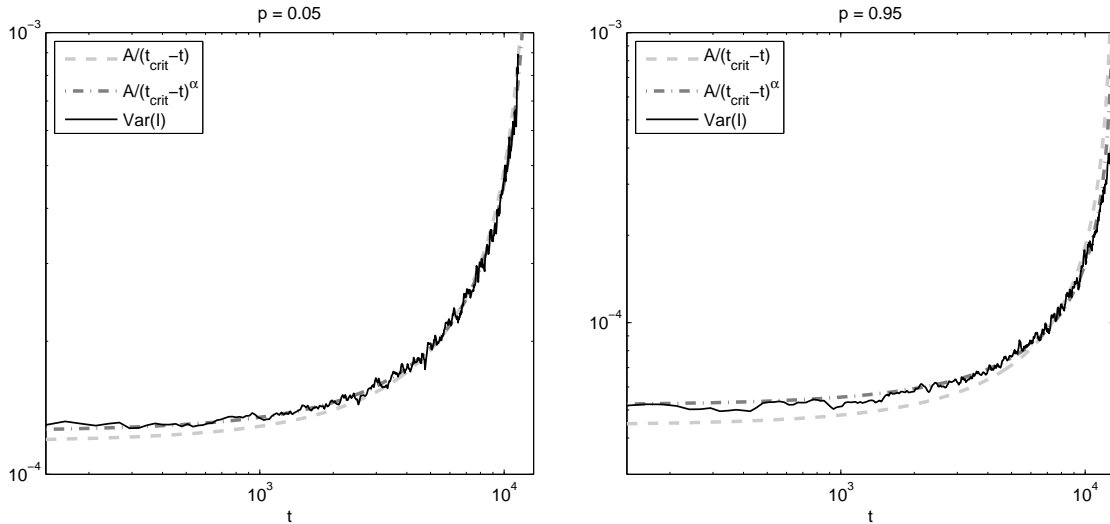 p = 0.05
10^−3
A/(t_crit−t)
A/(t_crit−t)^α
Var(I)
10^−4
10^3
10^4
t
p = 0.95
10^−3
A/(t_crit−t)
A/(t_crit−t)^α
Var(I)
10^−4
10^3
10^4
t